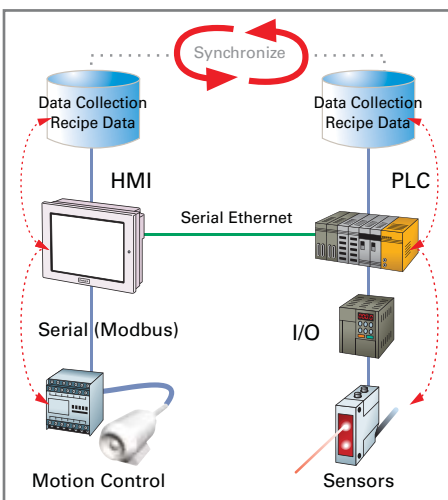 Synchronize
Data Collection
Recipe Data
Data Collection
Recipe Data
HMI
PLC
Serial Ethernet
Serial (Modbus)
I/O
Motion Control
Sensors